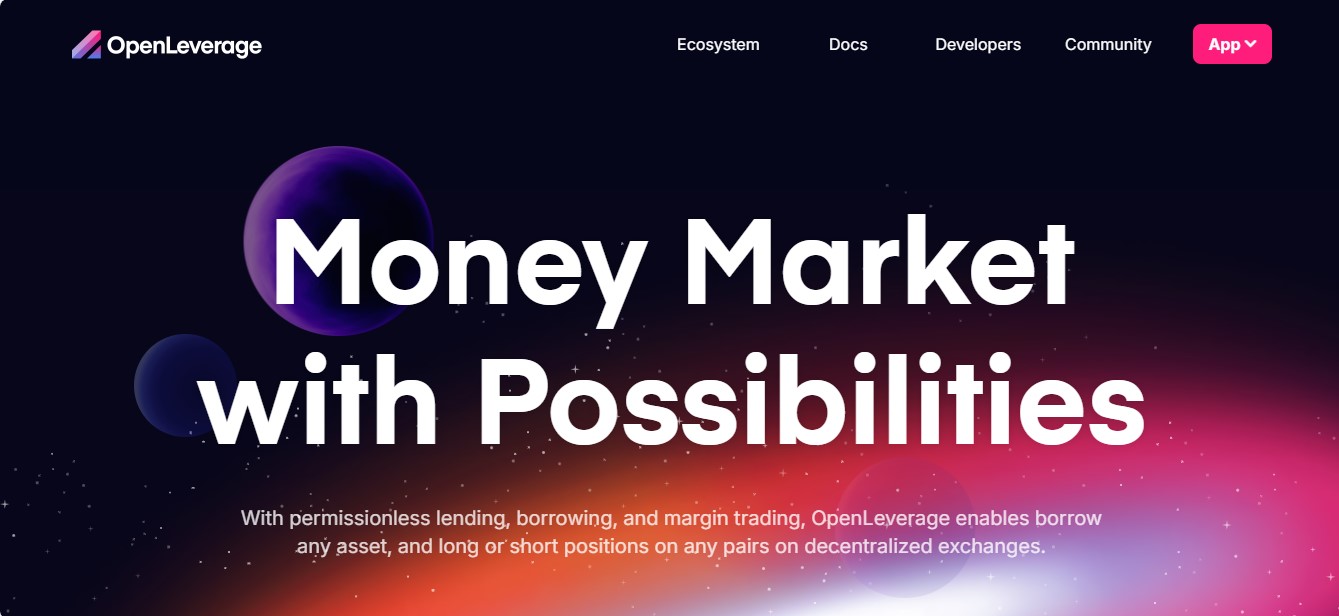 OpenLeverage
Ecosystem
Docs
Developers
Community
App
Money Market
with Possibilities
With permissionless lending, borrowing, and margin trading, OpenLeverage enables borrow
any asset, and long or short positions on any pairs on decentralized exchanges.